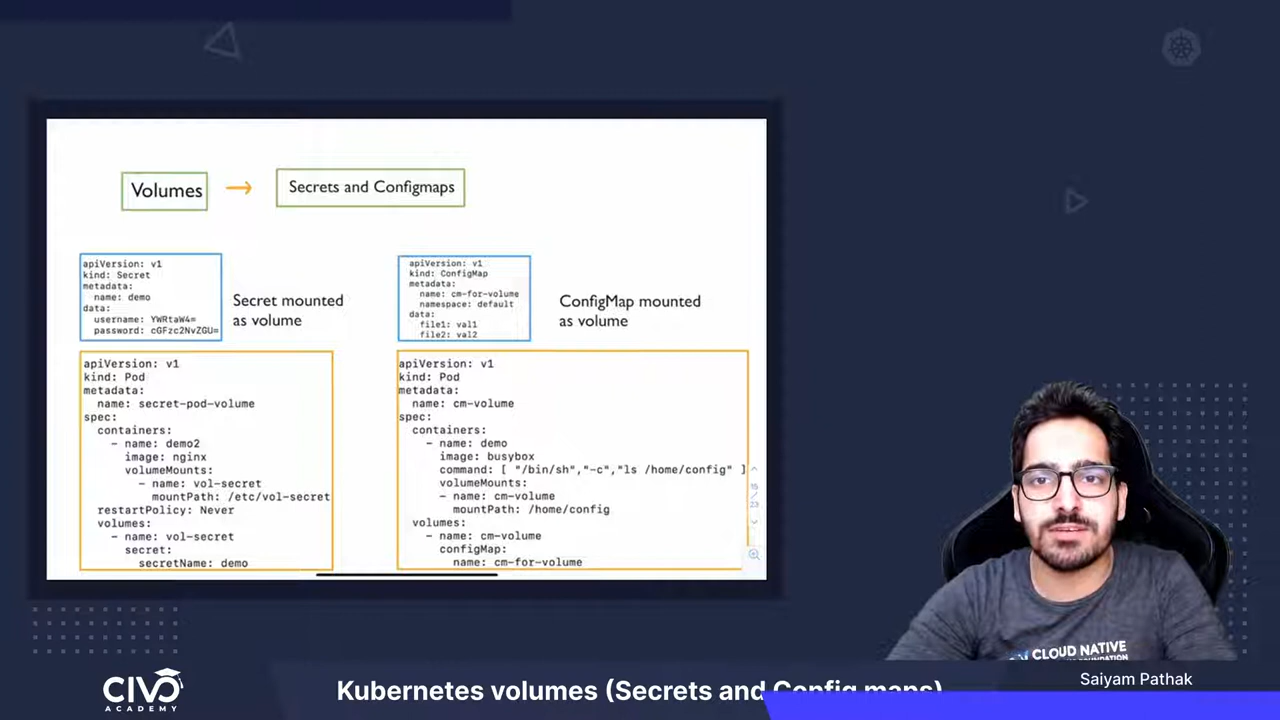 Volumes
→
Secrets and Configmaps
apiVersion: v1
kind: Secret
metadata:
  name: demo
data:
  username: YWRtaW4=
  password: cGFzc2NvZGU=
Secret mounted
as volume
apiVersion: v1
kind: ConfigMap
metadata:
  name: cm-for-volume
  namespace: default
data:
  file1: val1
  file2: val2
ConfigMap mounted
as volume
apiVersion: v1
kind: Pod
metadata:
  name: secret-pod-volume
spec:
  containers:
    - name: demo2
      image: nginx
      volumeMounts:
        - name: vol-secret
          mountPath: /etc/vol-secret
  restartPolicy: Never
  volumes:
    - name: vol-secret
      secret:
        secretName: demo
apiVersion: v1
kind: Pod
metadata:
  name: cm-volume
spec:
  containers:
    - name: demo
      image: busybox
      command: [ "/bin/sh","-c","ls /home/config" ]
      volumeMounts:
      - name: cm-volume
        mountPath: /home/config
  volumes:
    - name: cm-volume
      configMap:
        name: cm-for-volume
15
/
23
CLOUD NATIVE
CIVO
ACADEMY
Kubernetes volumes (Secrets and Config maps)
Saiyam Pathak